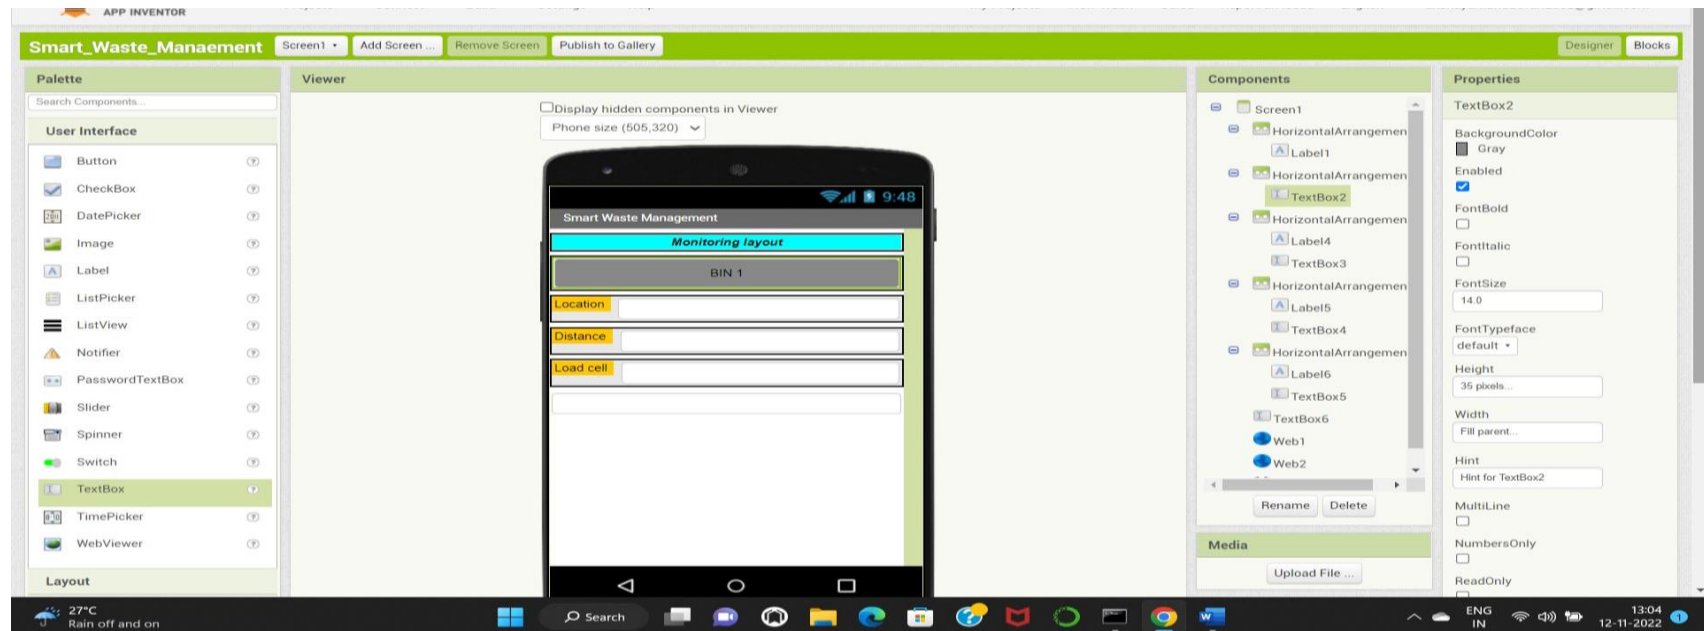 APP INVENTOR
Smart_Waste_Manaement
Screen1
Add Screen ...
Remove Screen
Publish to Gallery
Designer
Blocks
Palette
Search Components...
User Interface
Button
CheckBox
DatePicker
Image
Label
ListPicker
ListView
Notifier
PasswordTextBox
Slider
Spinner
Switch
TextBox
TimePicker
WebViewer
Layout
Viewer
Display hidden components in Viewer
Phone size (505,320)
9:48
Smart Waste Management
Monitoring layout
BIN 1
Location
Distance
Load cell
Components
Screen1
HorizontalArrangemen
Label1
HorizontalArrangemen
TextBox2
HorizontalArrangemen
Label4
TextBox3
HorizontalArrangemen
Label5
TextBox4
HorizontalArrangemen
Label6
TextBox5
TextBox6
Web1
Web2
Rename
Delete
Media
Upload File ...
Properties
TextBox2
BackgroundColor
Gray
Enabled
FontBold
FontItalic
FontSize
14.0
FontTypeface
default
Height
35 pixels...
Width
Fill parent...
Hint
Hint for TextBox2
MultiLine
NumbersOnly
ReadOnly
27°C
Rain off and on
Search
ENG
IN
13:04
12-11-2022
1